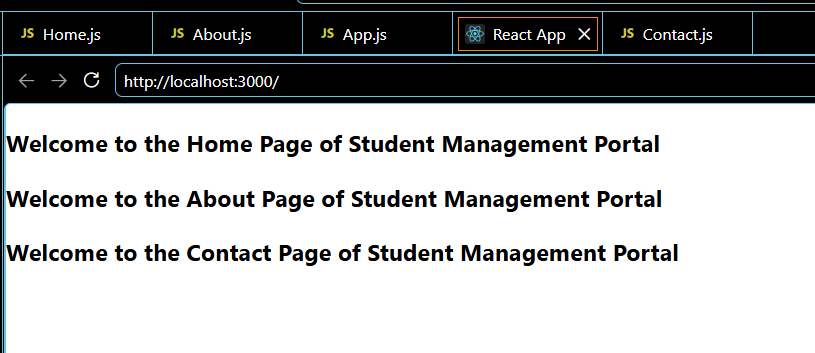 JS Home.js JS About.js JS App.js React App JS Contact.js
http://localhost:3000/
Welcome to the Home Page of Student Management Portal
Welcome to the About Page of Student Management Portal
Welcome to the Contact Page of Student Management Portal